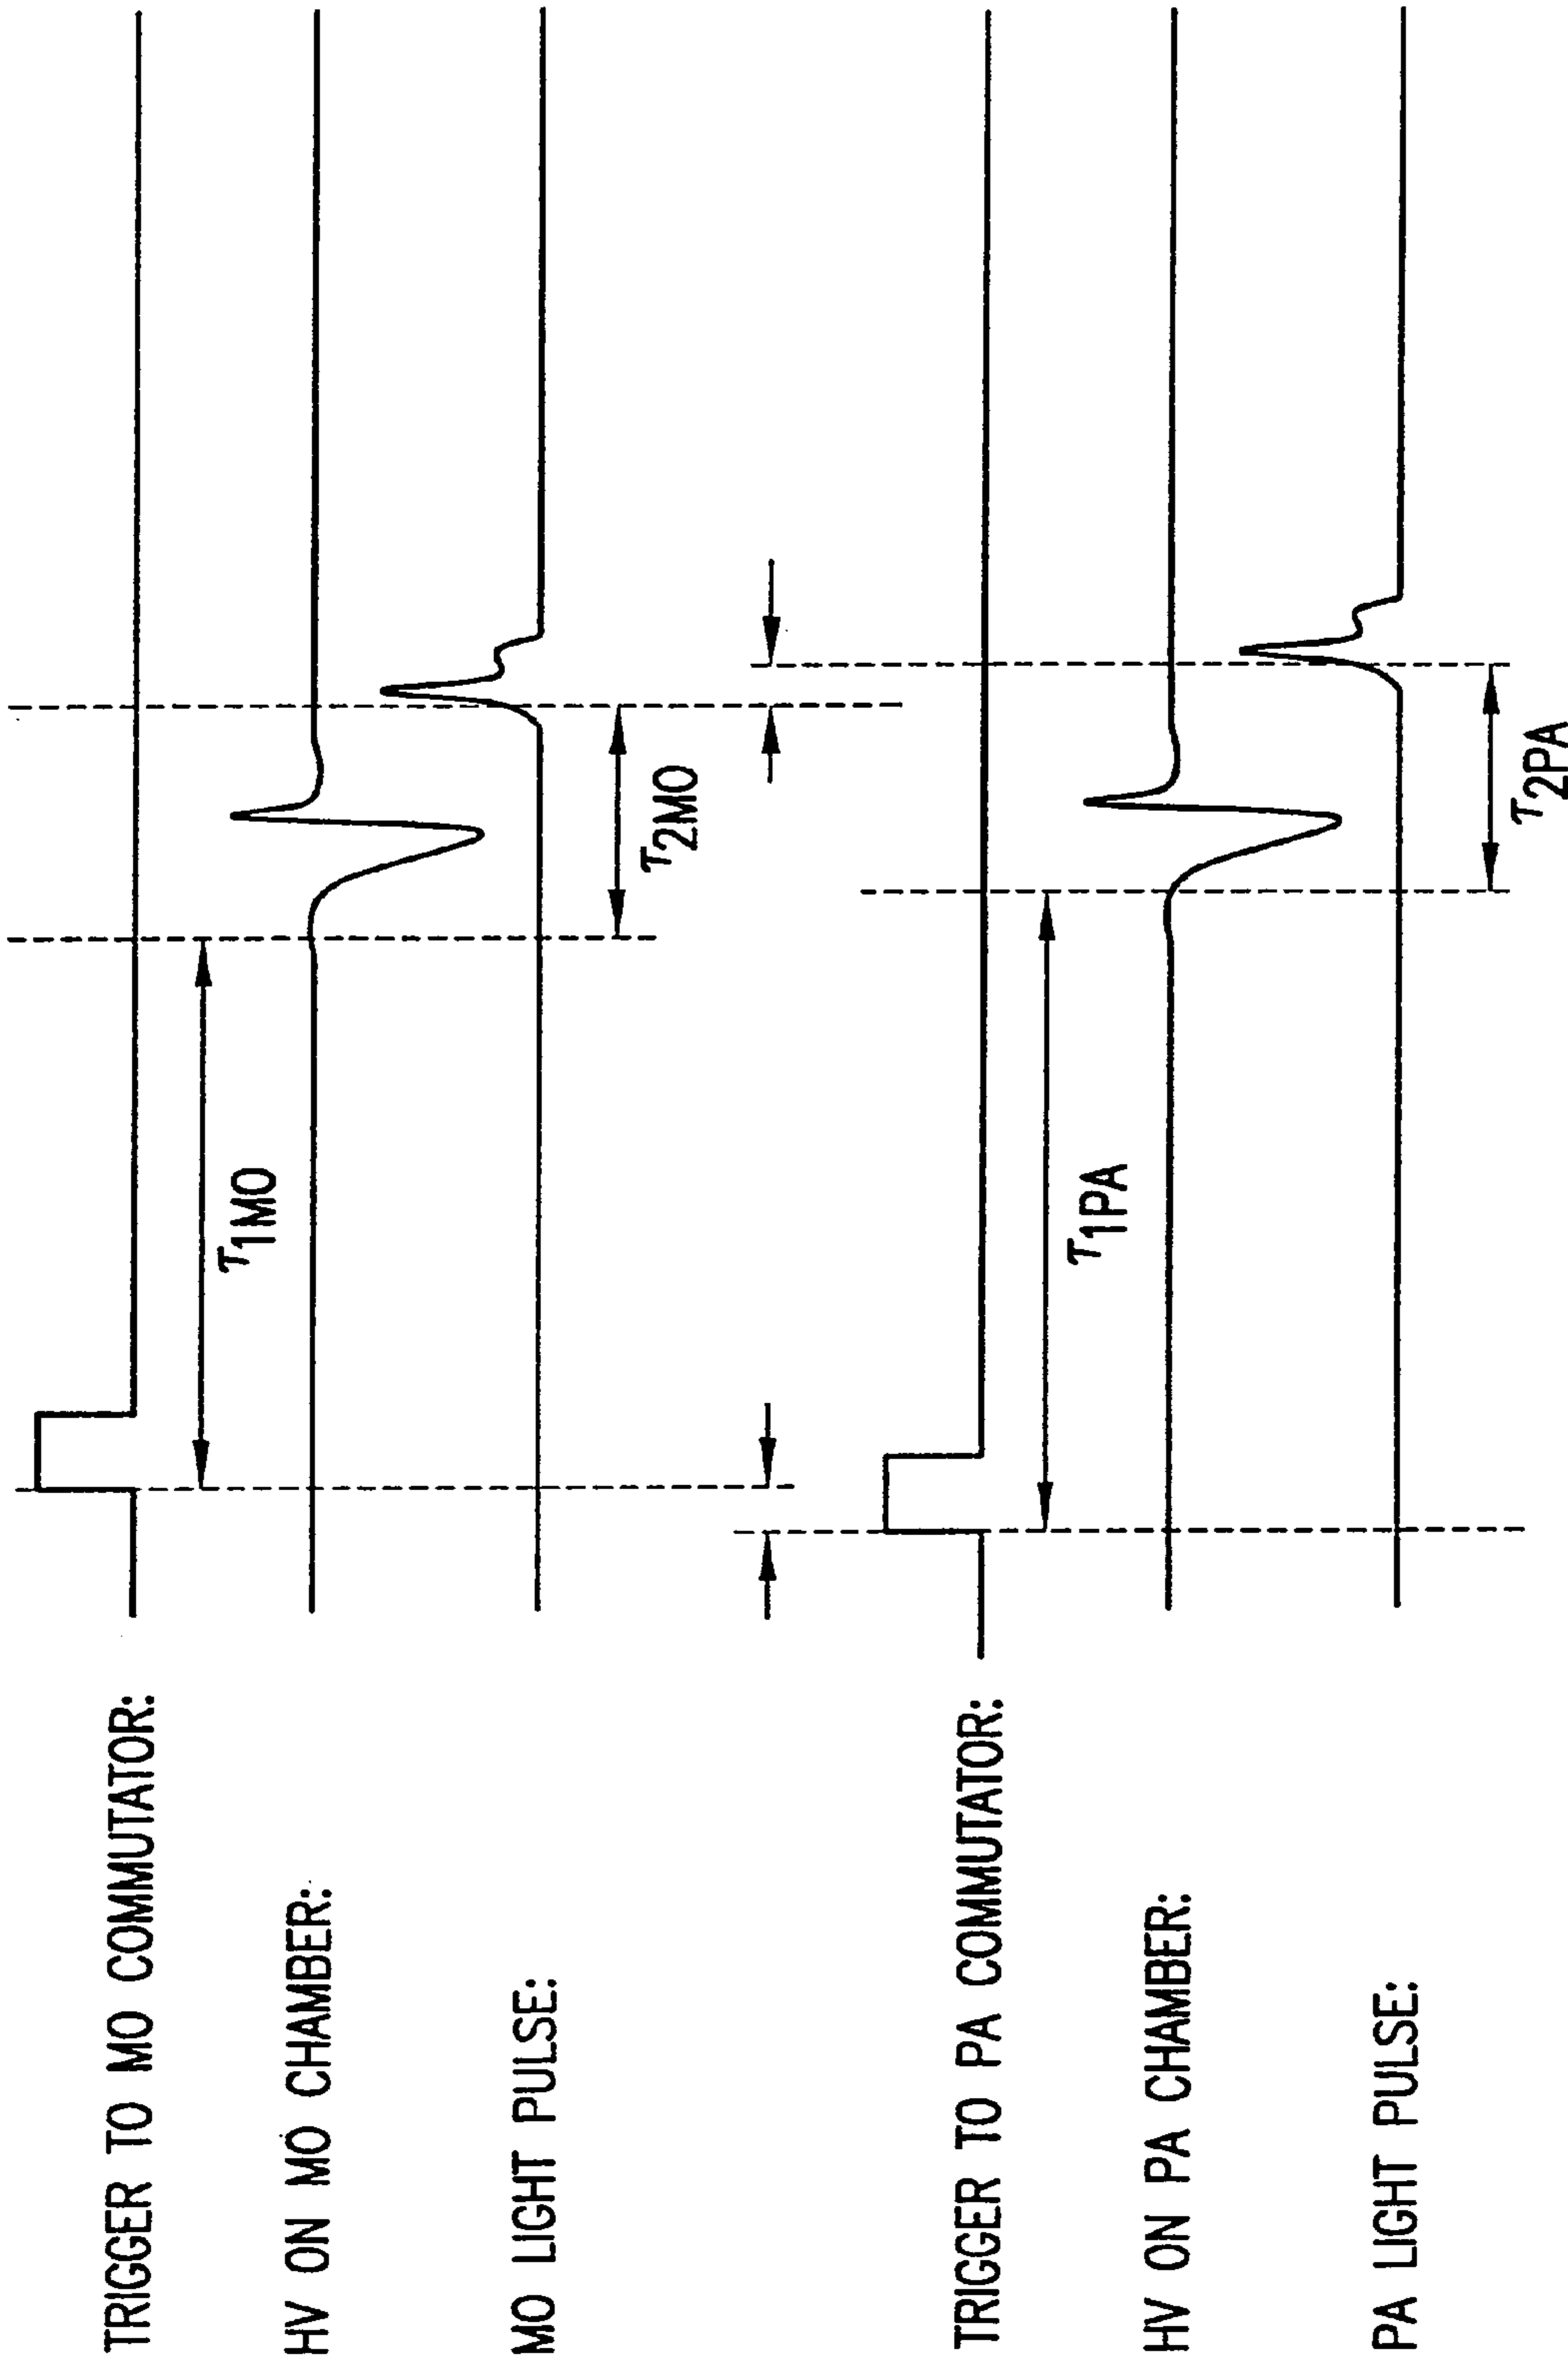 TRIGGER TO MO COMMUTATOR:
τ1MO
HV ON MO CHAMBER:
MO LIGHT PULSE:
τ2MO
TRIGGER TO PA COMMUTATOR:
τ1PA
HV ON PA CHAMBER:
PA LIGHT PULSE:
τ2PA